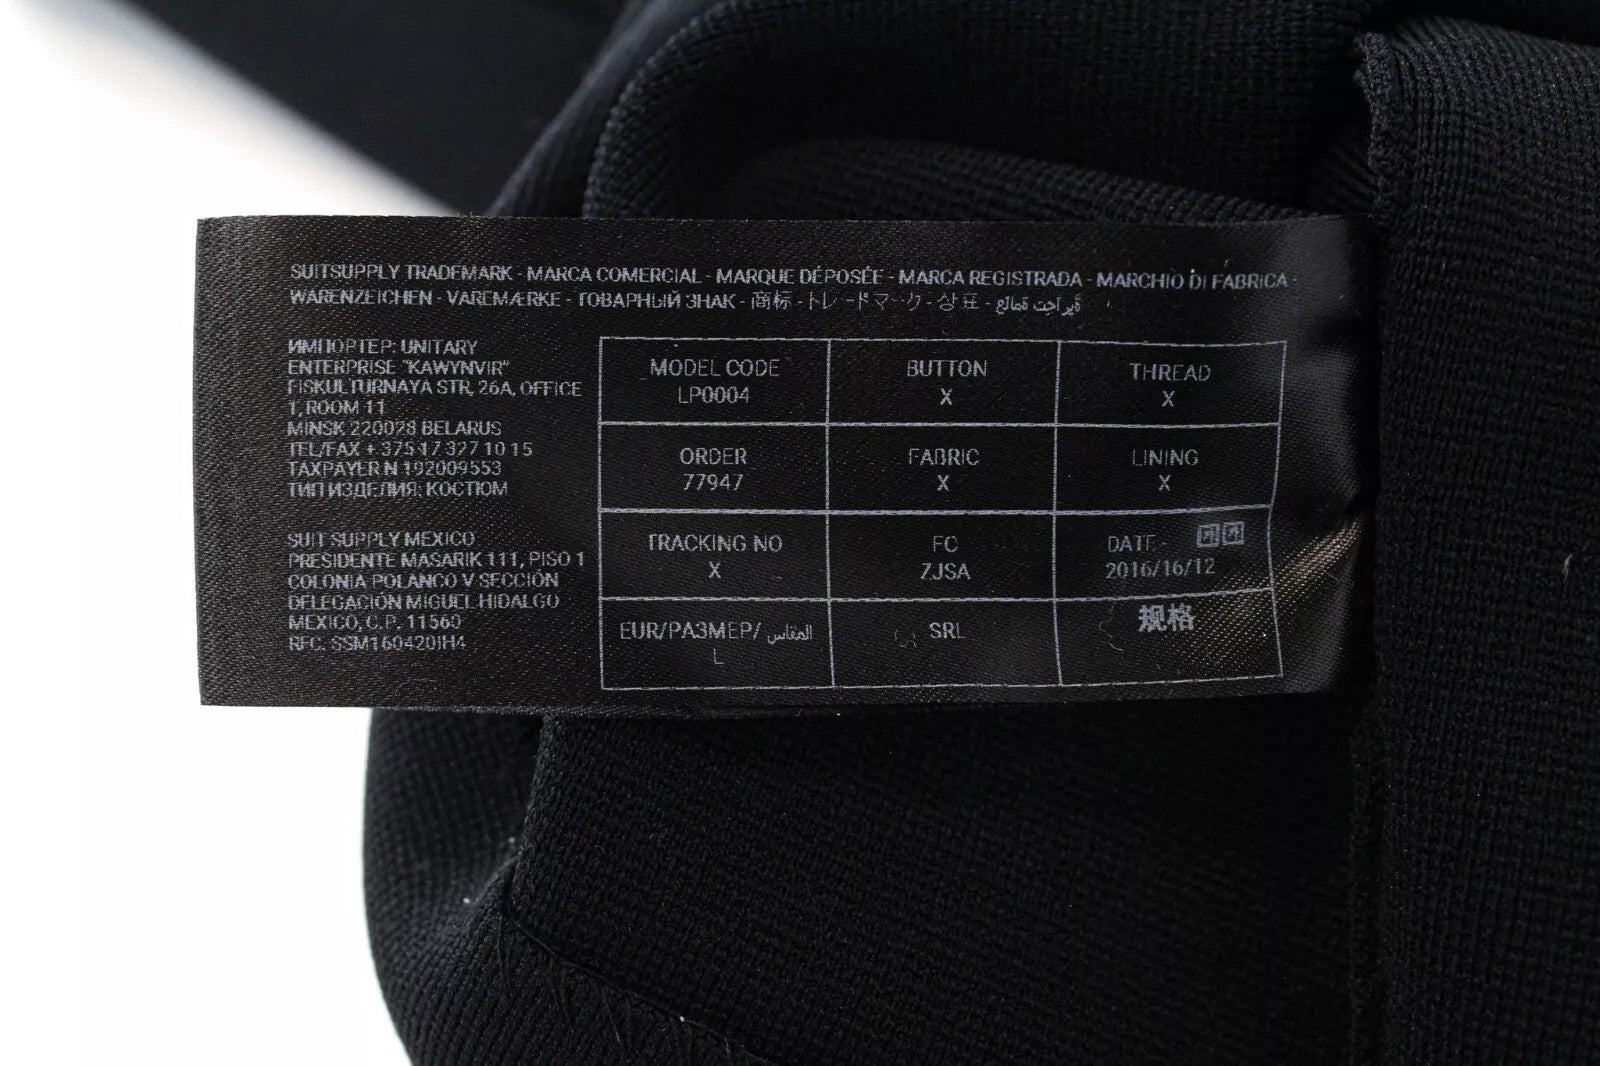 SUITSUPPLY TRADEMARK - MARCA COMERCIAL - MARQUE DÉPOSÉE - MARCA REGISTRADA - MARCHIO DI FABRICA -
WARENZEICHEN - VAREMÆRKE - ТОВАРНЫЙ ЗНАК - 商标 - トレードマーク - 상표 -
ИМПОРТЕР: UNITARY
ENTERPRISE "KAWYNVIR"
FISKULTURNAYA STR, 26A, OFFICE
1, ROOM 11
MINSK 220028 BELARUS
TEL/FAX + 375 17 327 10 15
TAXPAYER N 192009553
ТИП ИЗДЕЛИЯ: КОСТЮМ
SUIT SUPPLY MEXICO
PRESIDENTE MASARIK 111, PISO 1
COLONIA POLANCO V SECCIÓN
DELEGACIÓN MIGUEL HIDALGO
MEXICO, C.P. 11560
RFC. SSM160420IH4
MODEL CODE
LP0004
BUTTON
X
THREAD
X
ORDER
77947
FABRIC
X
LINING
X
TRACKING NO
X
FC
ZJSA
DATE -
2016/16/12
EUR/РАЗМЕР/ المقاس
L
SRL
规格